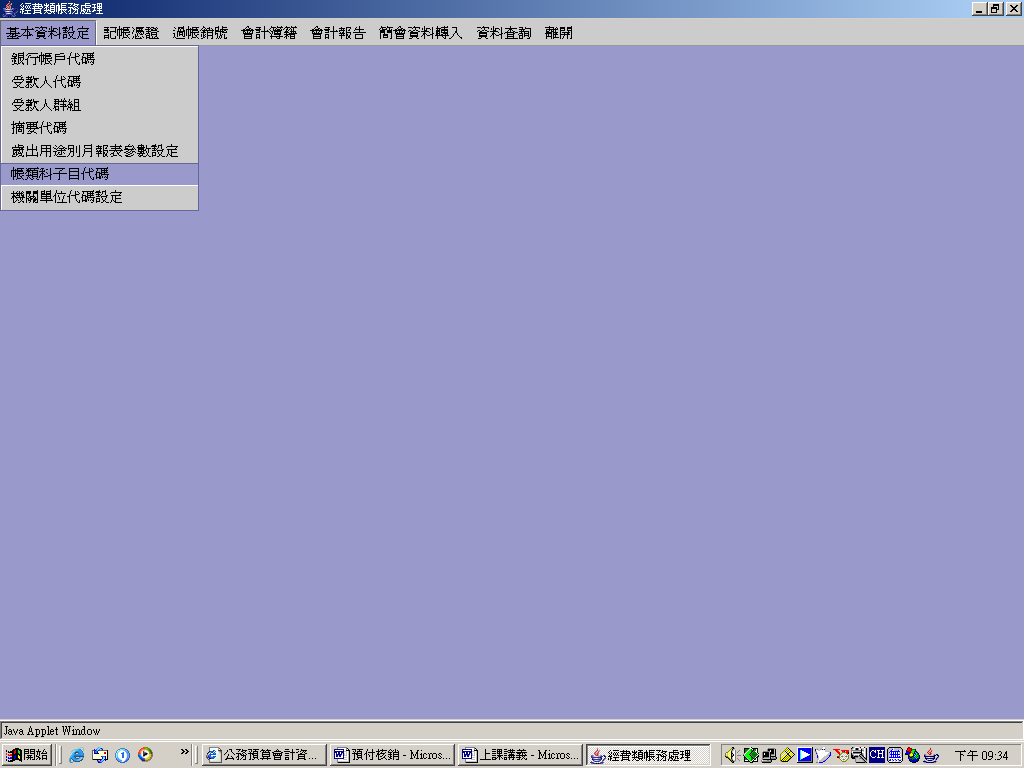 經費類帳務處理
基本資料設定 記帳憑證 過帳銷號 會計簿籍 會計報告 簡會資料轉入 資料查詢 離開
銀行帳戶代碼
受款人代碼
受款人群組
摘要代碼
歲出用途別月報表參數設定
帳類科子目代碼
機關單位代碼設定
Java Applet Window
開始 公務預算會計資... 預付核銷 - Micros... 上課講義 - Micros... 經費類帳務處理 CH 下午 09:34